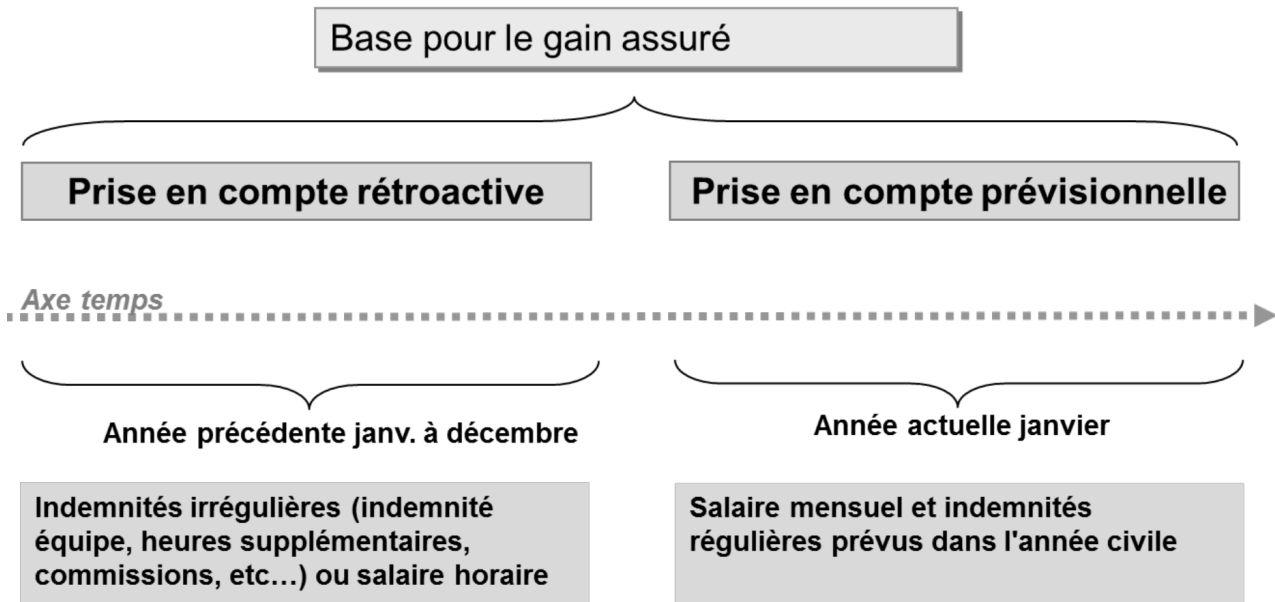 Base pour le gain assuré
Prise en compte rétroactive
Prise en compte prévisionnelle
Axe temps
Année précédente janv. à décembre
Année actuelle janvier
Indemnités irrégulières (indemnité
équipe, heures supplémentaires,
commissions, etc…) ou salaire horaire
Salaire mensuel et indemnités
régulières prévus dans l'année civile